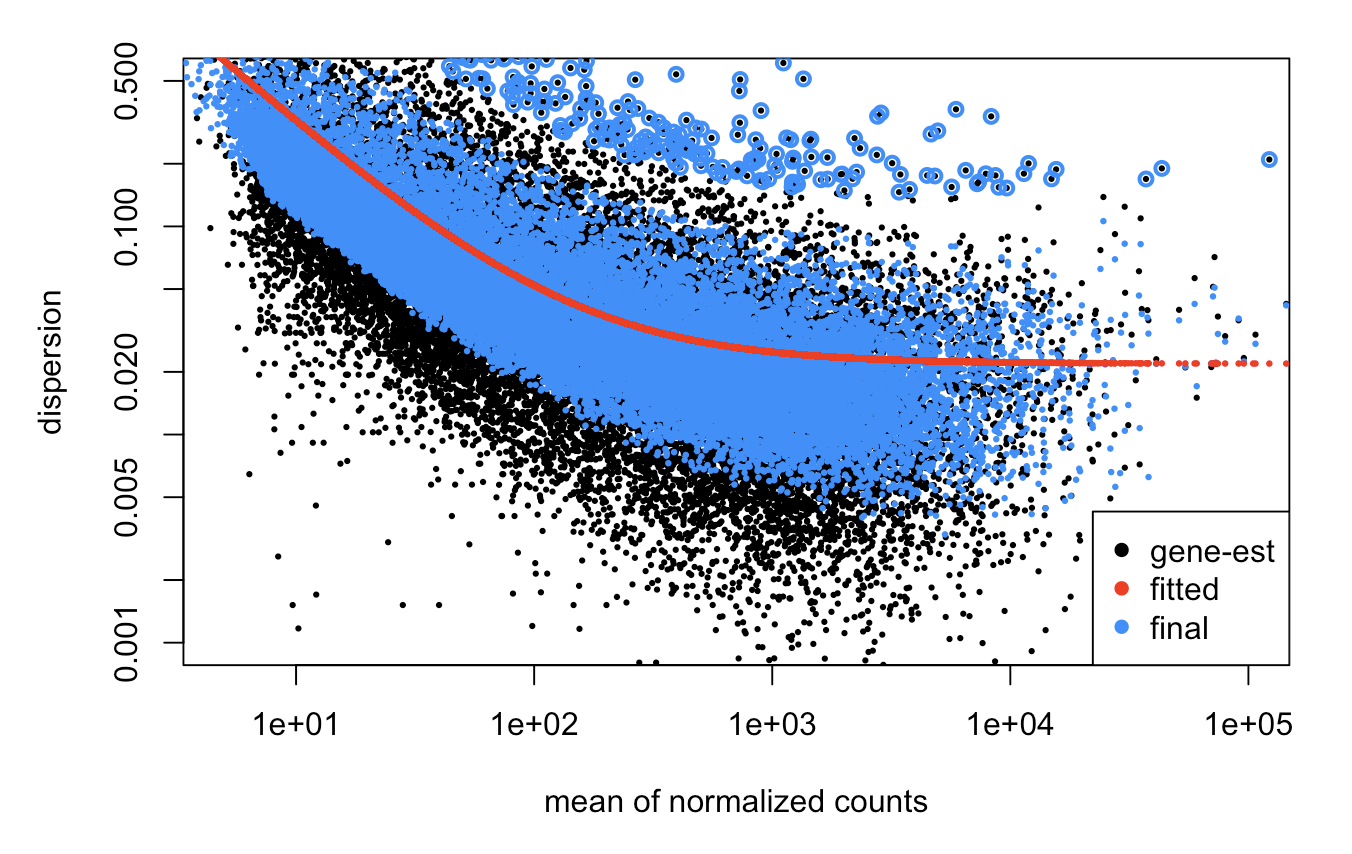 0.500
0.100
0.020
0.005
0.001
dispersion
1e+01 1e+02 1e+03 1e+04 1e+05
mean of normalized counts
gene-est
fitted
final